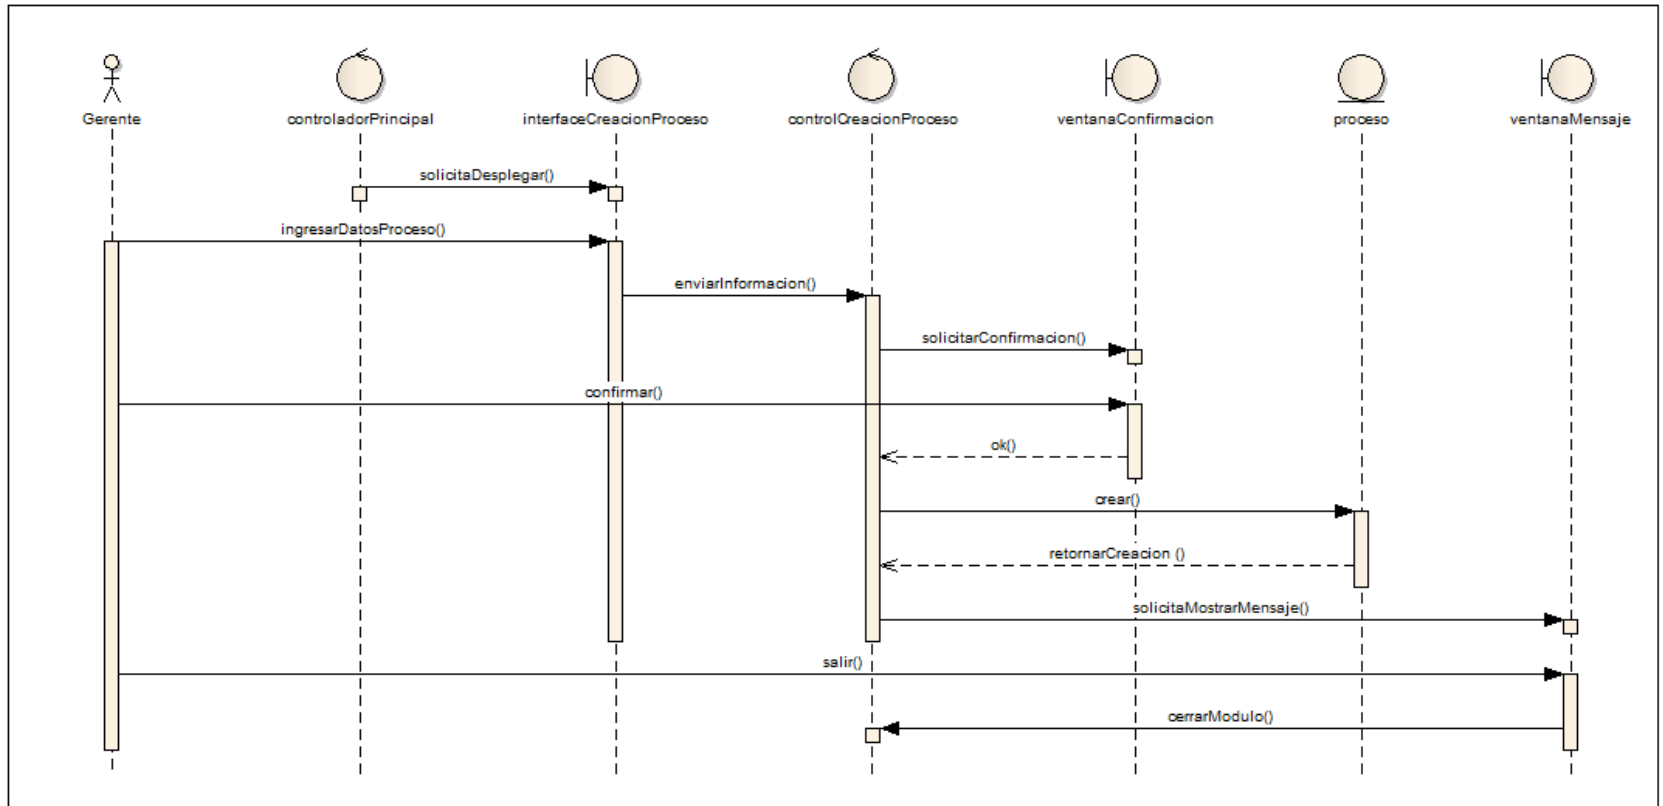 Gerente
controladorPrincipal
interfaceCreacionProceso
controlCreacionProceso
ventanaConfirmacion
proceso
ventanaMensaje
solicitaDesplegar()
ingresarDatosProceso()
enviarInformacion()
solicitarConfirmacion()
confirmar()
ok()
crear()
retornarCreacion ()
solicitaMostrarMensaje()
salir()
cerrarModulo()